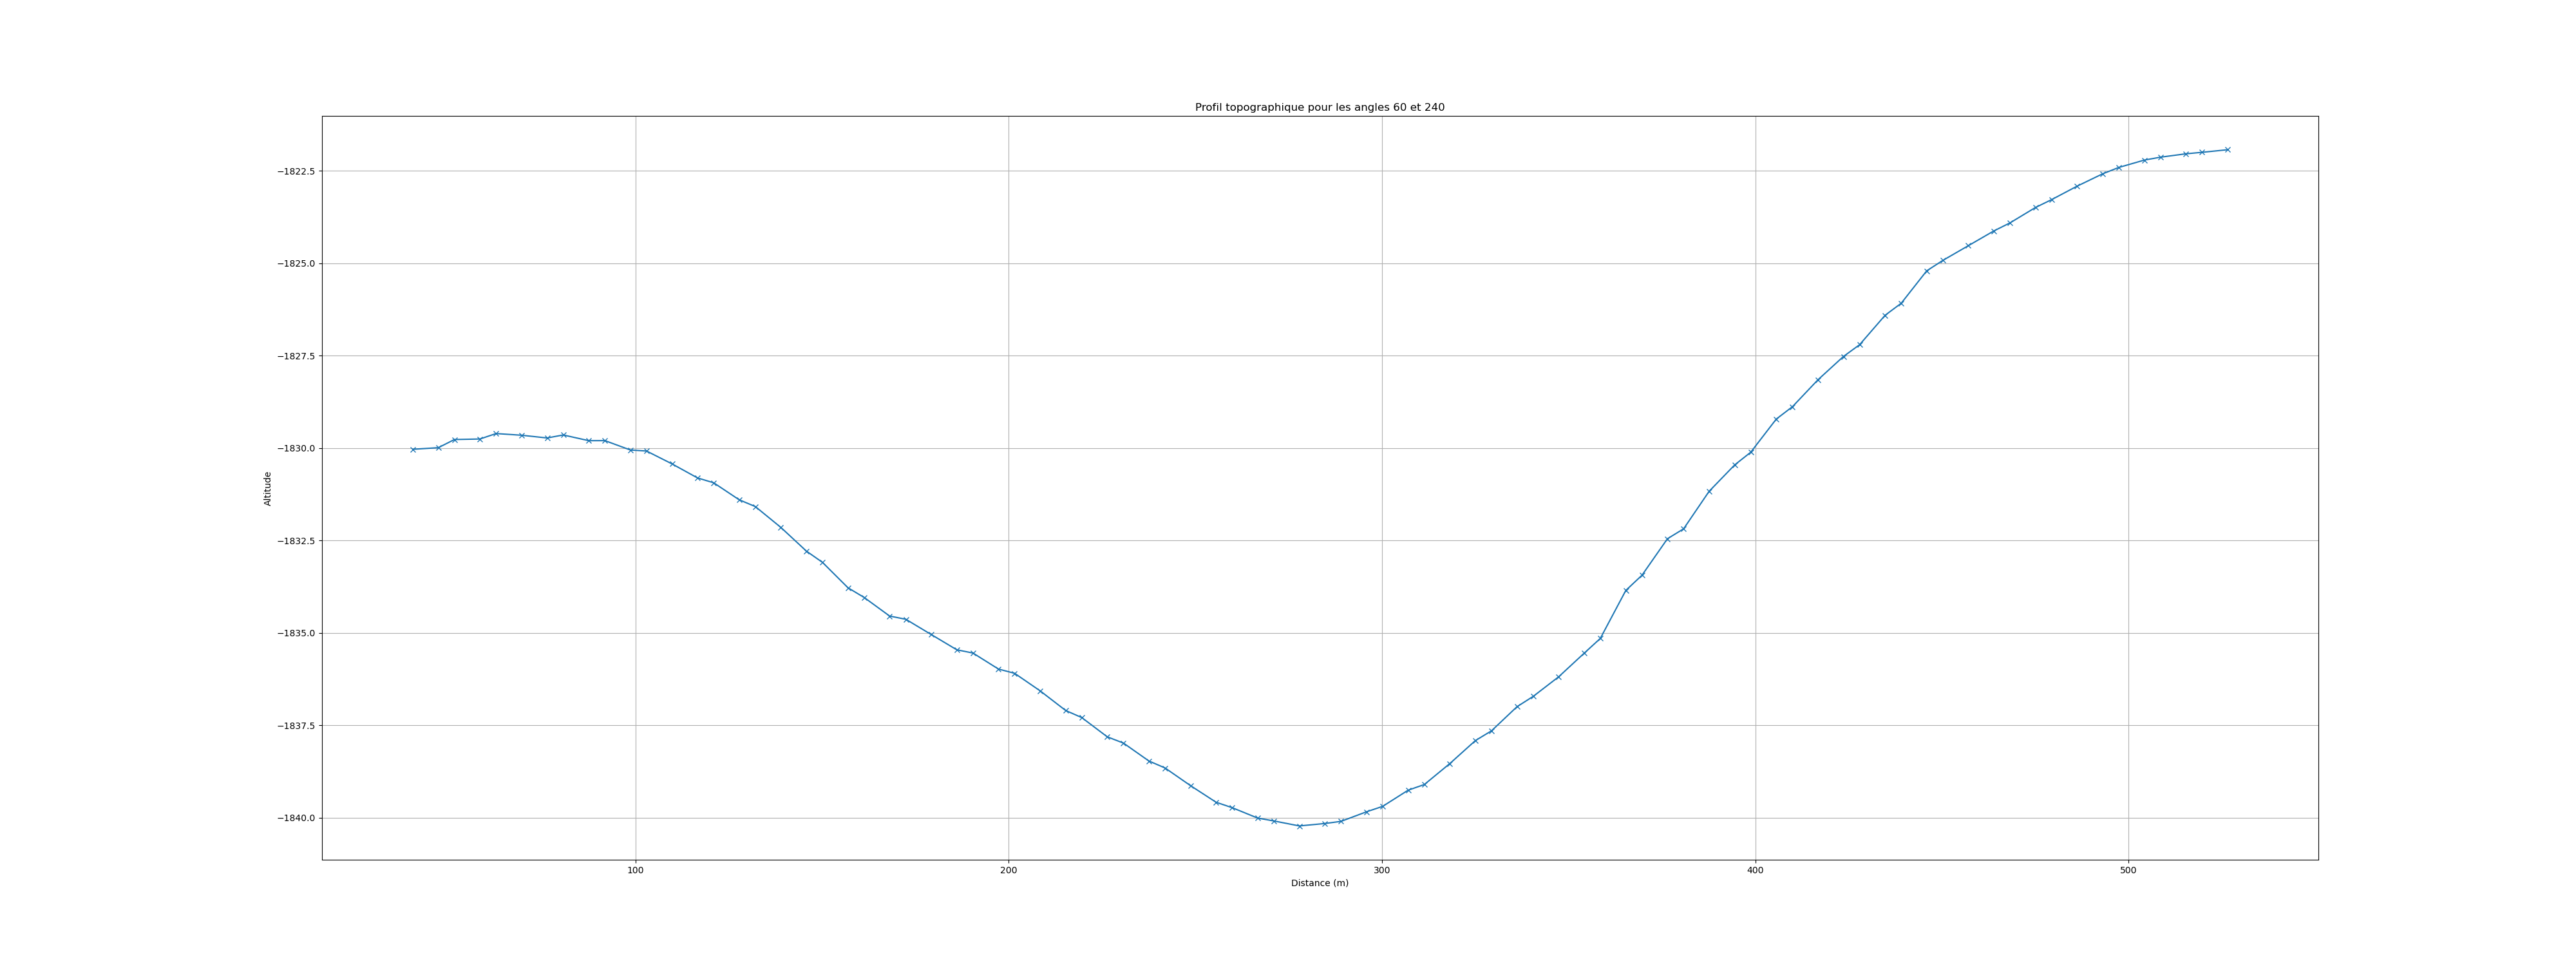 Profil topographique pour les angles 60 et 240
−1822.5
−1825.0
−1827.5
−1830.0
−1832.5
−1835.0
−1837.5
−1840.0
Altitude
100 200 300 400 500
Distance (m)